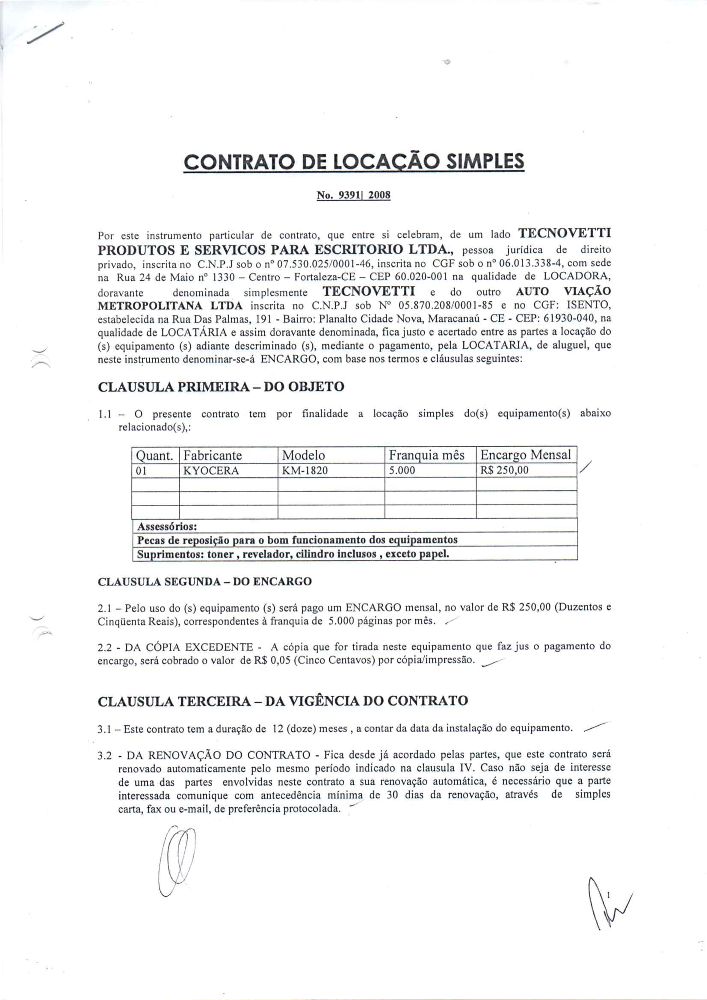 CONTRATO DE LOCAÇÃO SIMPLES
No. 9391| 2008
Por este instrumento particular de contrato, que entre si celebram, de um lado TECNOVETTI
PRODUTOS E SERVICOS PARA ESCRITORIO LTDA., pessoa jurídica de direito
privado, inscrita no C.N.P.J sob o nº 07.530.025/0001-46, inscrita no CGF sob o nº 06.013.338-4, com sede
na Rua 24 de Maio nº 1330 – Centro – Fortaleza-CE – CEP 60.020-001 na qualidade de LOCADORA,
doravante denominada simplesmente TECNOVETTI e do outro AUTO VIAÇÃO
METROPOLITANA LTDA inscrita no C.N.P.J sob Nº 05.870.208/0001-85 e no CGF: ISENTO,
estabelecida na Rua Das Palmas, 191 - Bairro: Planalto Cidade Nova, Maracanaú - CE - CEP: 61930-040, na
qualidade de LOCATÁRIA e assim doravante denominada, fica justo e acertado entre as partes a locação do
(s) equipamento (s) adiante descriminado (s), mediante o pagamento, pela LOCATARIA, de aluguel, que
neste instrumento denominar-se-á ENCARGO, com base nos termos e cláusulas seguintes:
CLAUSULA PRIMEIRA – DO OBJETO
1.1 – O presente contrato tem por finalidade a locação simples do(s) equipamento(s) abaixo
relacionado(s),:
Quant. Fabricante Modelo Franquia mês Encargo Mensal
01 KYOCERA KM-1820 5.000 R$ 250,00
Assessórios:
Pecas de reposição para o bom funcionamento dos equipamentos
Suprimentos: toner , revelador, cilindro inclusos , exceto papel.
CLAUSULA SEGUNDA – DO ENCARGO
2.1 – Pelo uso do (s) equipamento (s) será pago um ENCARGO mensal, no valor de R$ 250,00 (Duzentos e
Cinqüenta Reais), correspondentes à franquia de 5.000 páginas por mês.
2.2 - DA CÓPIA EXCEDENTE - A cópia que for tirada neste equipamento que faz jus o pagamento do
encargo, será cobrado o valor de R$ 0,05 (Cinco Centavos) por cópia/impressão.
CLAUSULA TERCEIRA – DA VIGÊNCIA DO CONTRATO
3.1 – Este contrato tem a duração de 12 (doze) meses , a contar da data da instalação do equipamento.
3.2 - DA RENOVAÇÃO DO CONTRATO - Fica desde já acordado pelas partes, que este contrato será
renovado automaticamente pelo mesmo período indicado na clausula IV. Caso não seja de interesse
de uma das partes envolvidas neste contrato a sua renovação automática, é necessário que a parte
interessada comunique com antecedência mínima de 30 dias da renovação, através de simples
carta, fax ou e-mail, de preferência protocolada.
1